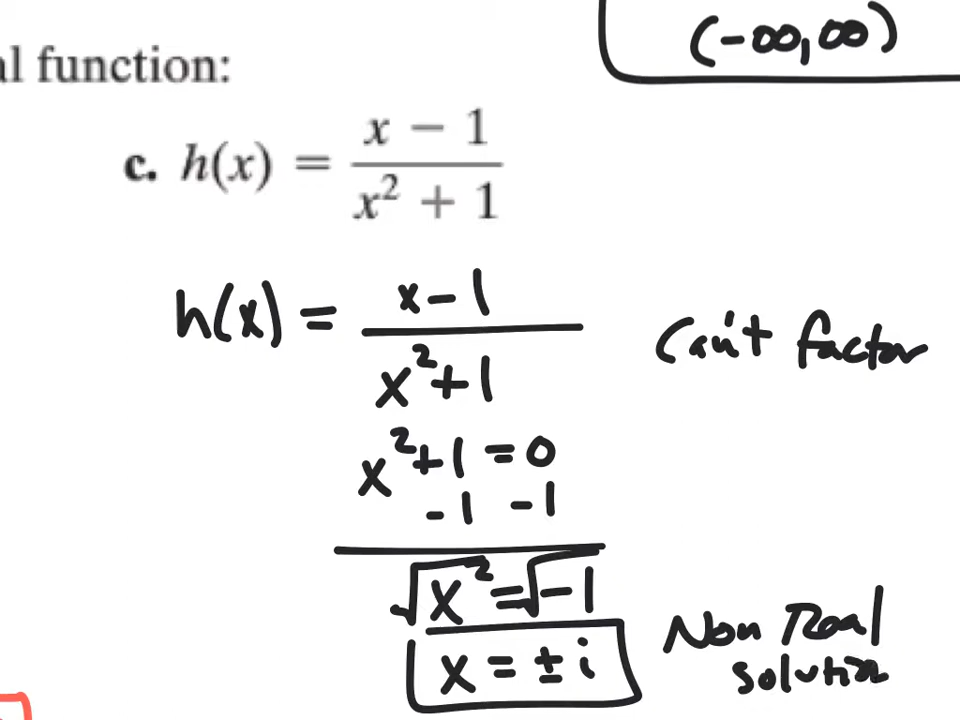 (-∞,∞)
al function:
c. h(x) = x − 1
x² + 1
h(x) = x-1
x²+1
Can't factor
x²+1=0
-1 -1
√x² = √-1
x = ± i
Non Real
solution